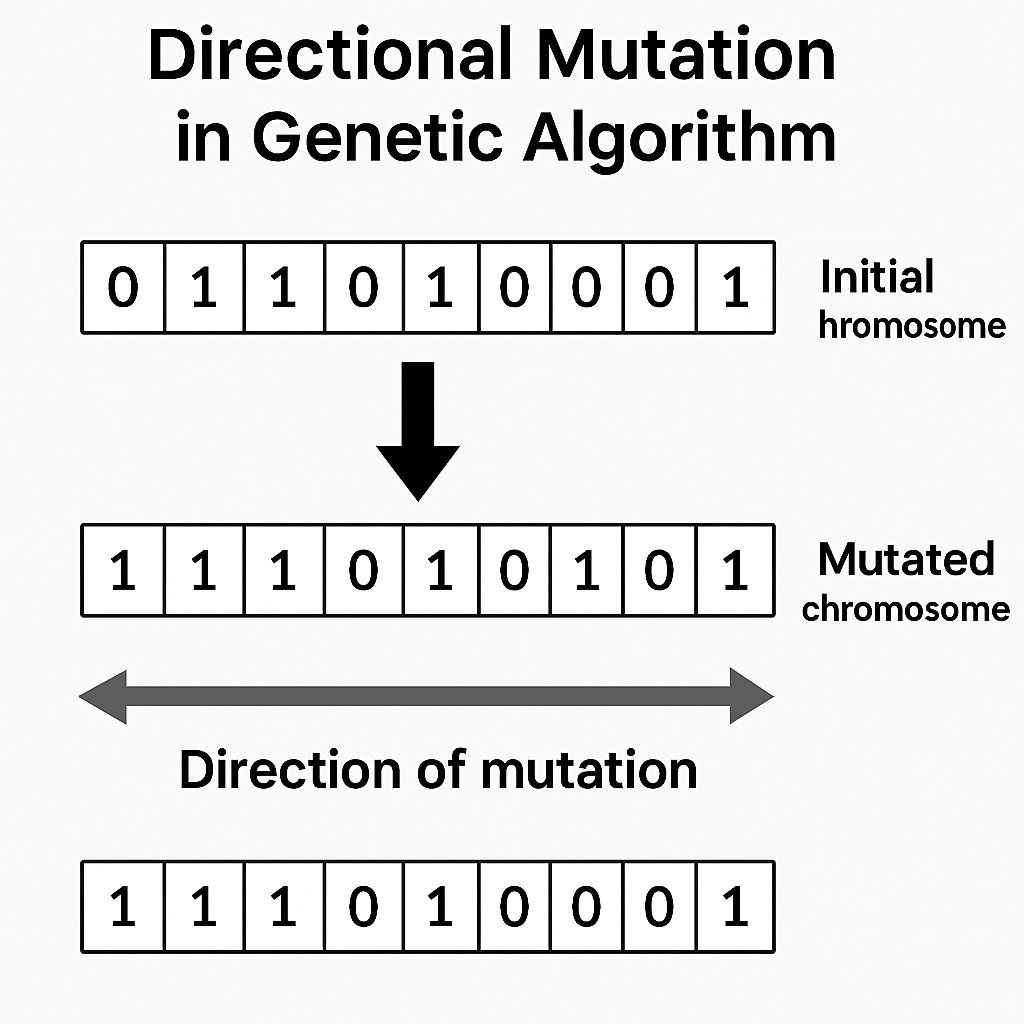 Directional Mutation
in Genetic Algorithm
0 1 1 0 1 0 0 0 1
Initial
hromosome
1 1 1 0 1 0 1 0 1
Mutated
chromosome
Direction of mutation
1 1 1 0 1 0 0 0 1